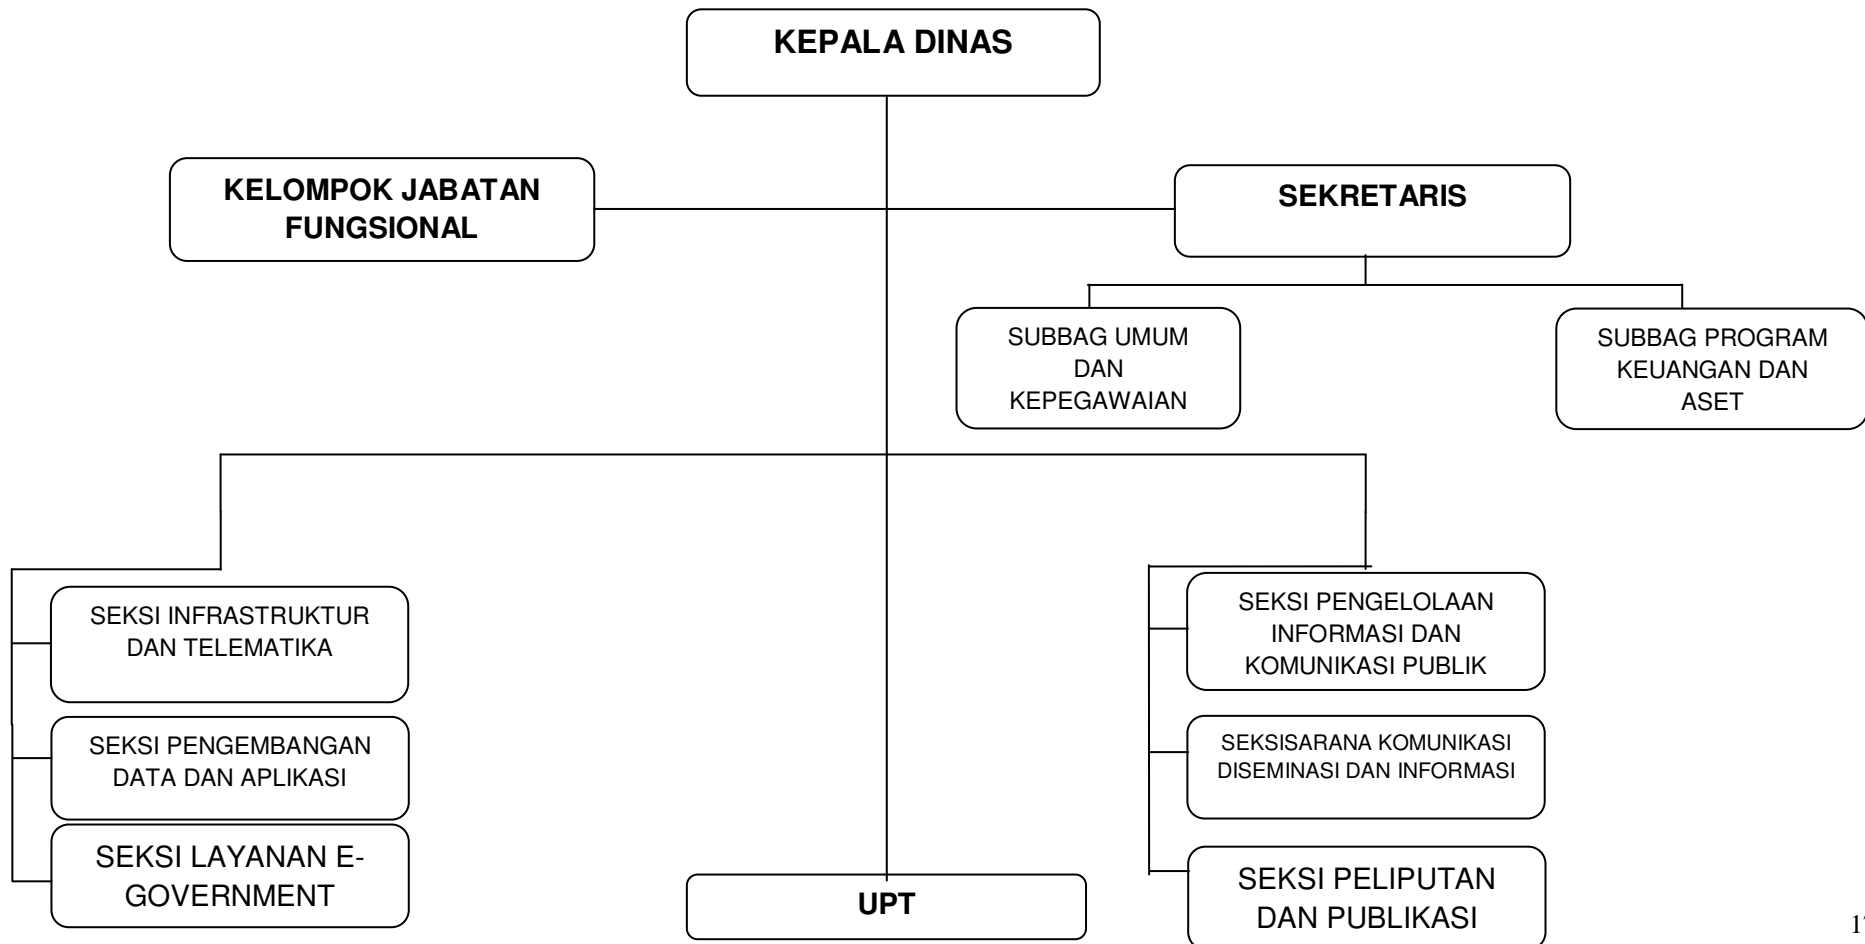 KEPALA DINAS
KELOMPOK JABATAN
FUNGSIONAL
SEKRETARIS
SUBBAG UMUM
DAN
KEPEGAWAIAN
SUBBAG PROGRAM
KEUANGAN DAN
ASET
SEKSI INFRASTRUKTUR
DAN TELEMATIKA
SEKSI PENGEMBANGAN
DATA DAN APLIKASI
SEKSI LAYANAN E-
GOVERNMENT
UPT
SEKSI PENGELOLAAN
INFORMASI DAN
KOMUNIKASI PUBLIK
SEKSISARANA KOMUNIKASI
DISEMINASI DAN INFORMASI
SEKSI PELIPUTAN
DAN PUBLIKASI